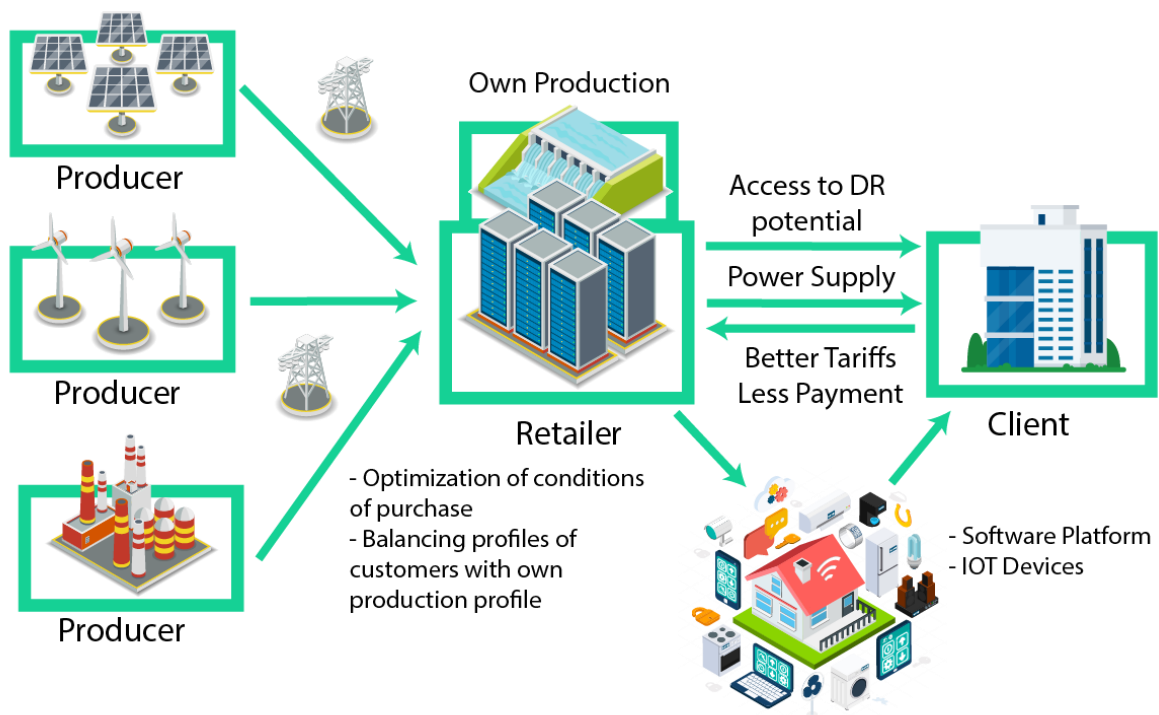 Producer
Producer
Producer
Own Production
Retailer
- Optimization of conditions
of purchase
- Balancing profiles of
customers with own
production profile
Access to DR
potential
Power Supply
Better Tariffs
Less Payment
Client
- Software Platform
- IOT Devices